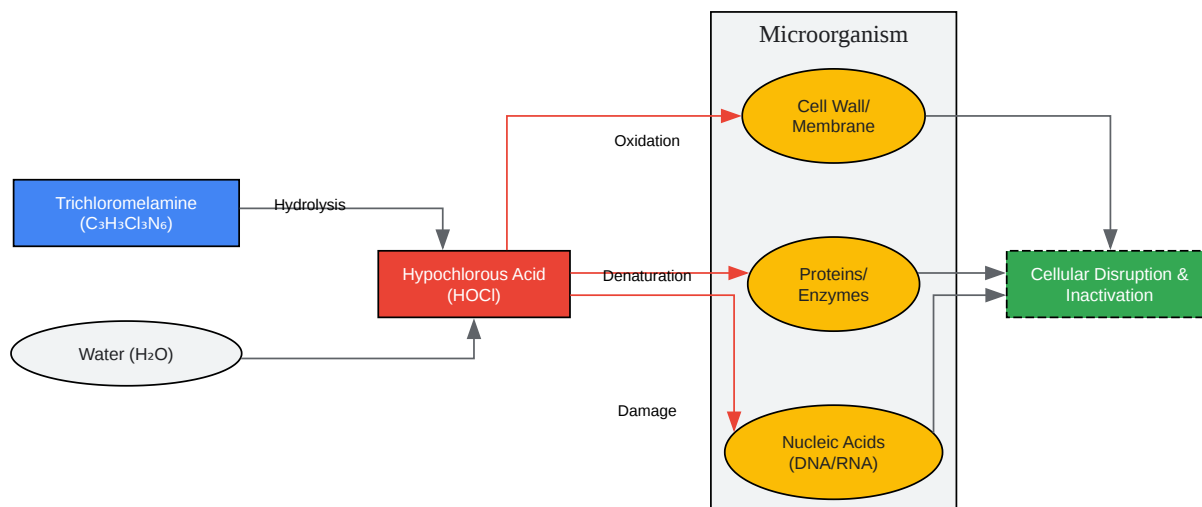 Microorganism
Cell Wall/
Membrane
Oxidation
Trichloromelamine
(C₃H₃Cl₃N₆)
Hydrolysis
Hypochlorous Acid
(HOCl)
Denaturation
Proteins/
Enzymes
Cellular Disruption &
Inactivation
Water (H₂O)
Damage
Nucleic Acids
(DNA/RNA)